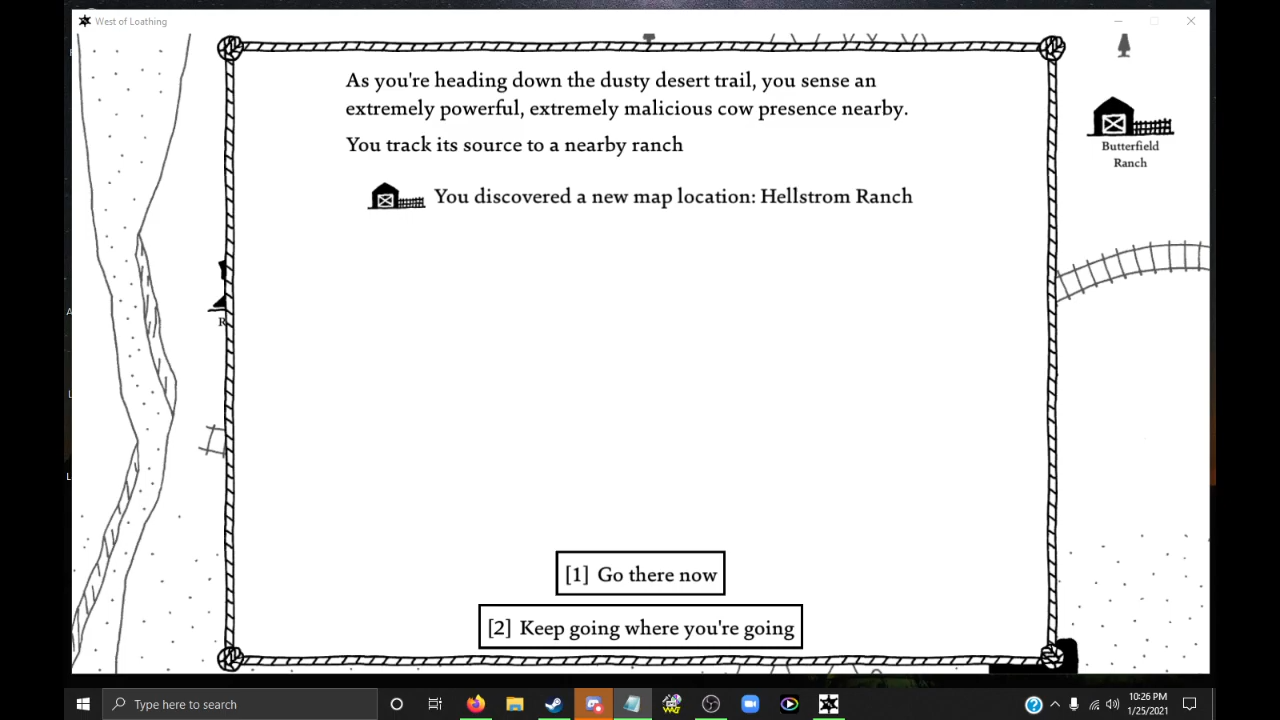 West of Loathing
As you're heading down the dusty desert trail, you sense an
extremely powerful, extremely malicious cow presence nearby.
You track its source to a nearby ranch
You discovered a new map location: Hellstrom Ranch
Butterfield
Ranch
R
[1] Go there now
[2] Keep going where you're going
Type here to search
10:26 PM
1/25/2021